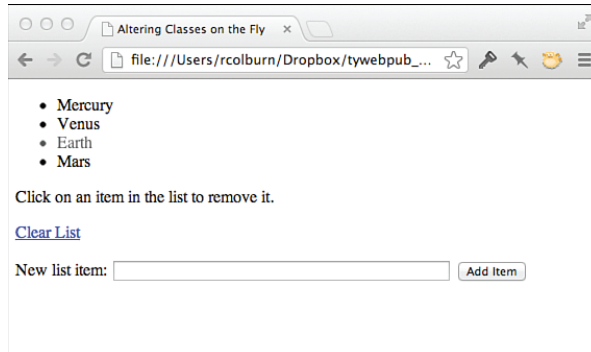 Altering Classes on the Fly
file:///Users/rcolburn/Dropbox/tywebpub_...
Mercury
Venus
Earth
Mars
Click on an item in the list to remove it.
Clear List
New list item: Add Item